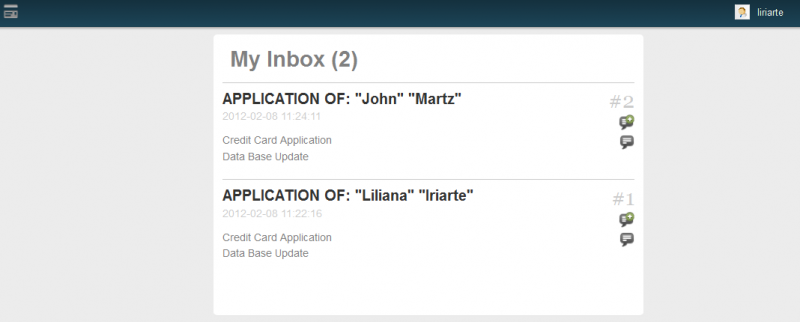 liriarte
My Inbox (2)
APPLICATION OF: "John" "Martz"
#2
2012-02-08 11:24:11
Credit Card Application
Data Base Update
APPLICATION OF: "Liliana" "Iriarte"
#1
2012-02-08 11:22:16
Credit Card Application
Data Base Update